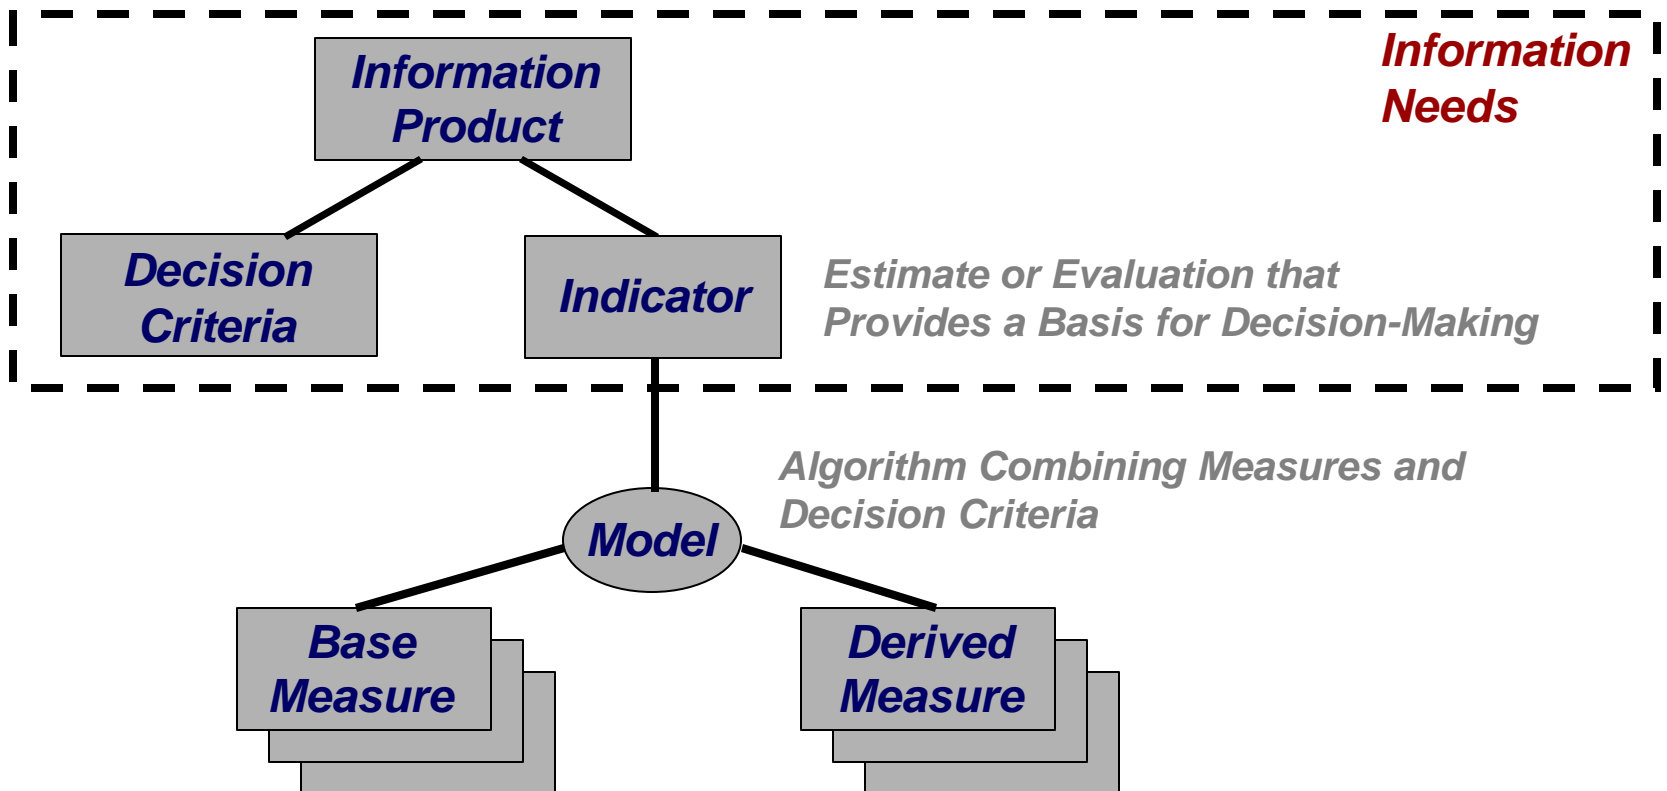 Information
Product
Information
Needs
Decision
Criteria
Indicator
Estimate or Evaluation that
Provides a Basis for Decision-Making
Algorithm Combining Measures and
Decision Criteria
Model
Base
Measure
Derived
Measure